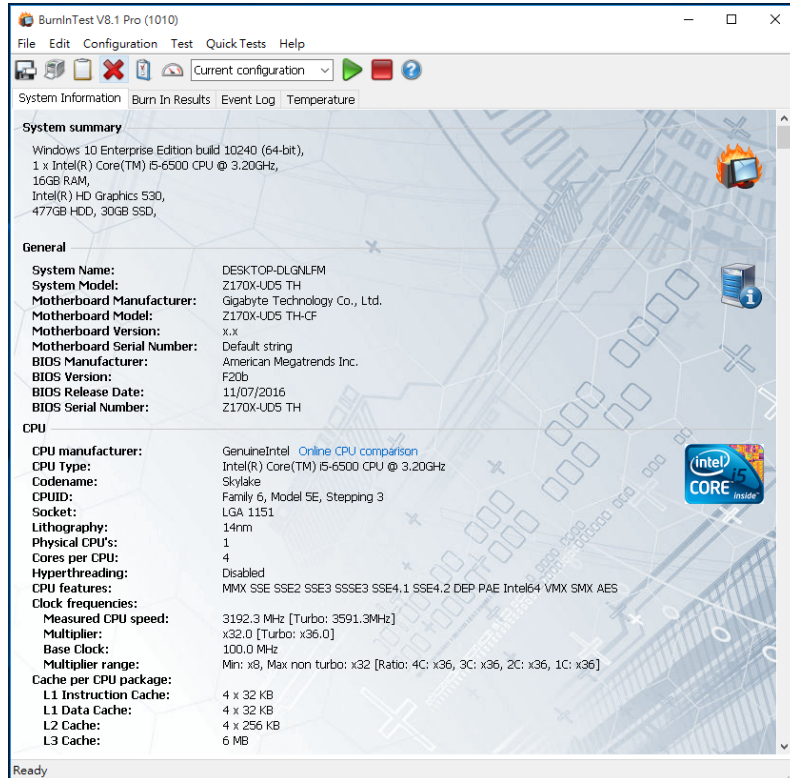 BurnInTest V8.1 Pro (1010)
File Edit Configuration Test Quick Tests Help
Current configuration
System Information Burn In Results Event Log Temperature
System summary
Windows 10 Enterprise Edition build 10240 (64-bit),
1 x Intel(R) Core(TM) i5-6500 CPU @ 3.20GHz,
16GB RAM,
Intel(R) HD Graphics 530,
477GB HDD, 30GB SSD,
General
System Name: DESKTOP-DLGNLFM
System Model: Z170X-UD5 TH
Motherboard Manufacturer: Gigabyte Technology Co., Ltd.
Motherboard Model: Z170X-UD5 TH-CF
Motherboard Version: x.x
Motherboard Serial Number: Default string
BIOS Manufacturer: American Megatrends Inc.
BIOS Version: F20b
BIOS Release Date: 11/07/2016
BIOS Serial Number: Z170X-UD5 TH
CPU
CPU manufacturer: GenuineIntel Online CPU comparison
CPU Type: Intel(R) Core(TM) i5-6500 CPU @ 3.20GHz
Codename: Skylake
CPUID: Family 6, Model 5E, Stepping 3
Socket: LGA 1151
Lithography: 14nm
Physical CPU's: 1
Cores per CPU: 4
Hyperthreading: Disabled
CPU features: MMX SSE SSE2 SSE3 SSSE3 SSE4.1 SSE4.2 DEP PAE Intel64 VMX SMX AES
Clock frequencies:
Measured CPU speed: 3192.3 MHz [Turbo: 3591.3MHz]
Multiplier: x32.0 [Turbo: x36.0]
Base Clock: 100.0 MHz
Multiplier range: Min: x8, Max non turbo: x32 [Ratio: 4C: x36, 3C: x36, 2C: x36, 1C: x36]
Cache per CPU package:
L1 Instruction Cache: 4 x 32 KB
L1 Data Cache: 4 x 32 KB
L2 Cache: 4 x 256 KB
L3 Cache: 6 MB
intel
i5
CORE inside™
Ready